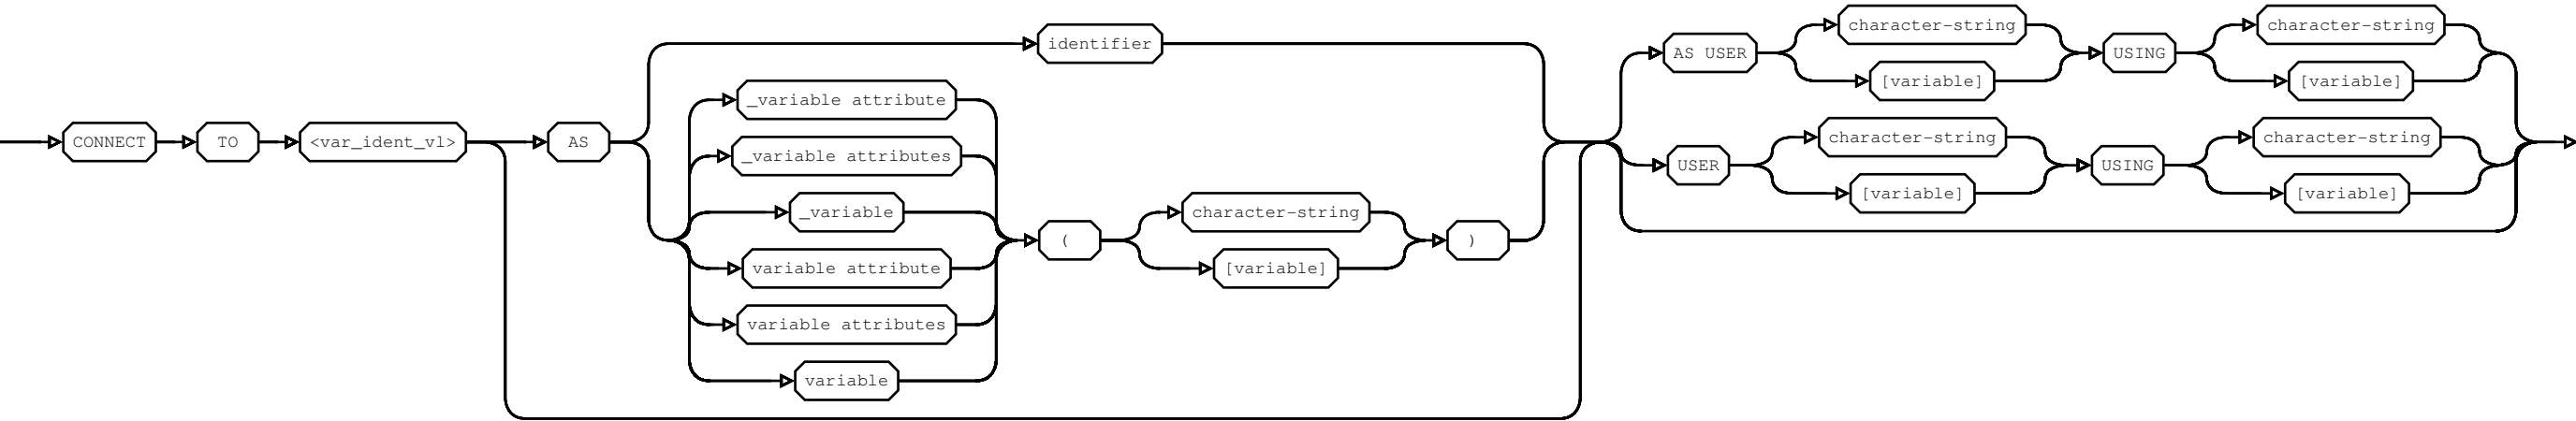 CONNECT
TO
<var_ident_vl>
AS
identifier
_variable attribute
_variable attributes
_variable
variable attribute
variable attributes
variable
(
character-string
[variable]
)
AS USER
character-string
[variable]
USING
character-string
[variable]
USER
character-string
[variable]
USING
character-string
[variable]